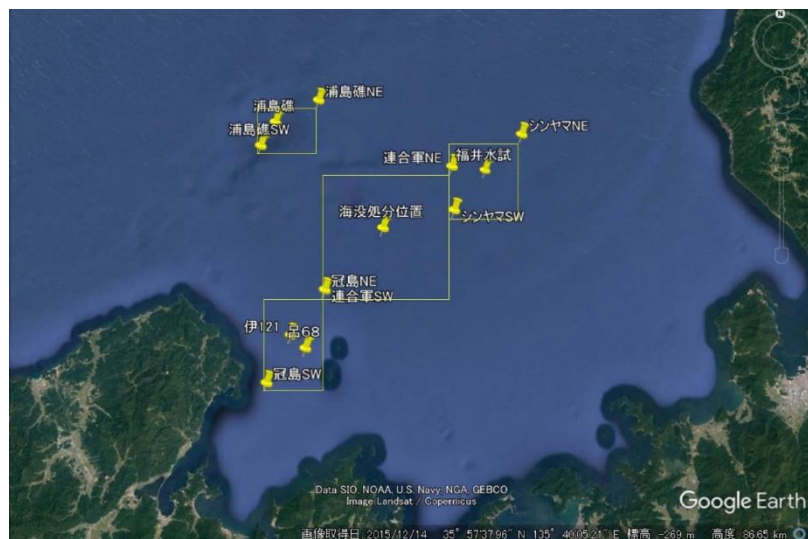 N
浦島礁NE
浦島礁
浦島礁SW
シンヤマNE
連合軍NE
福井水試
シンヤマSW
海没処分位置
冠島NE
連合軍SW
伊121
呂68
冠島SW
Data SIO, NOAA, U.S. Navy, NGA, GEBCO
Image Landsat / Copernicus
Google Earth
画像取得日: 2015/12/14 35°57'37.96" N 135°40'05.21" E 標高 -269 m 高度 86.65 km